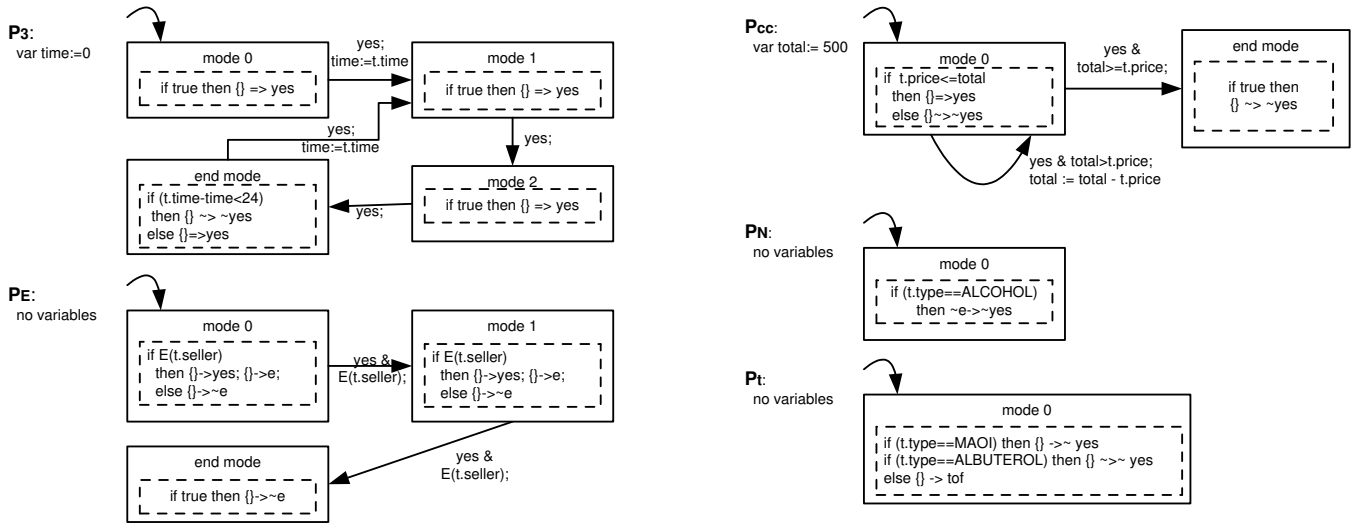 P3:
var time:=0
mode 0
if true then {} => yes
yes;
time:=t.time
mode 1
if true then {} => yes
yes;
time:=t.time
yes;
end mode
if (t.time-time<24)
then {} ~> ~yes
else {}=>yes
yes;
mode 2
if true then {} => yes
PE:
no variables
mode 0
if E(t.seller)
then {}->yes; {}->e;
else {}->~e
yes &
E(t.seller);
mode 1
if E(t.seller)
then {}->yes; {}->e;
else {}->~e
yes &
E(t.seller);
end mode
if true then {}->~e
Pcc:
var total:= 500
mode 0
if t.price<=total
then {}=>yes
else {}~>~yes
yes &
total>=t.price;
end mode
if true then
{} ~> ~yes
yes & total>t.price;
total := total - t.price
PN:
no variables
mode 0
if (t.type==ALCOHOL)
then ~e->~yes
Pt:
no variables
mode 0
if (t.type==MAOI) then {} ->~ yes
if (t.type==ALBUTEROL) then {} ~>~ yes
else {} -> tof